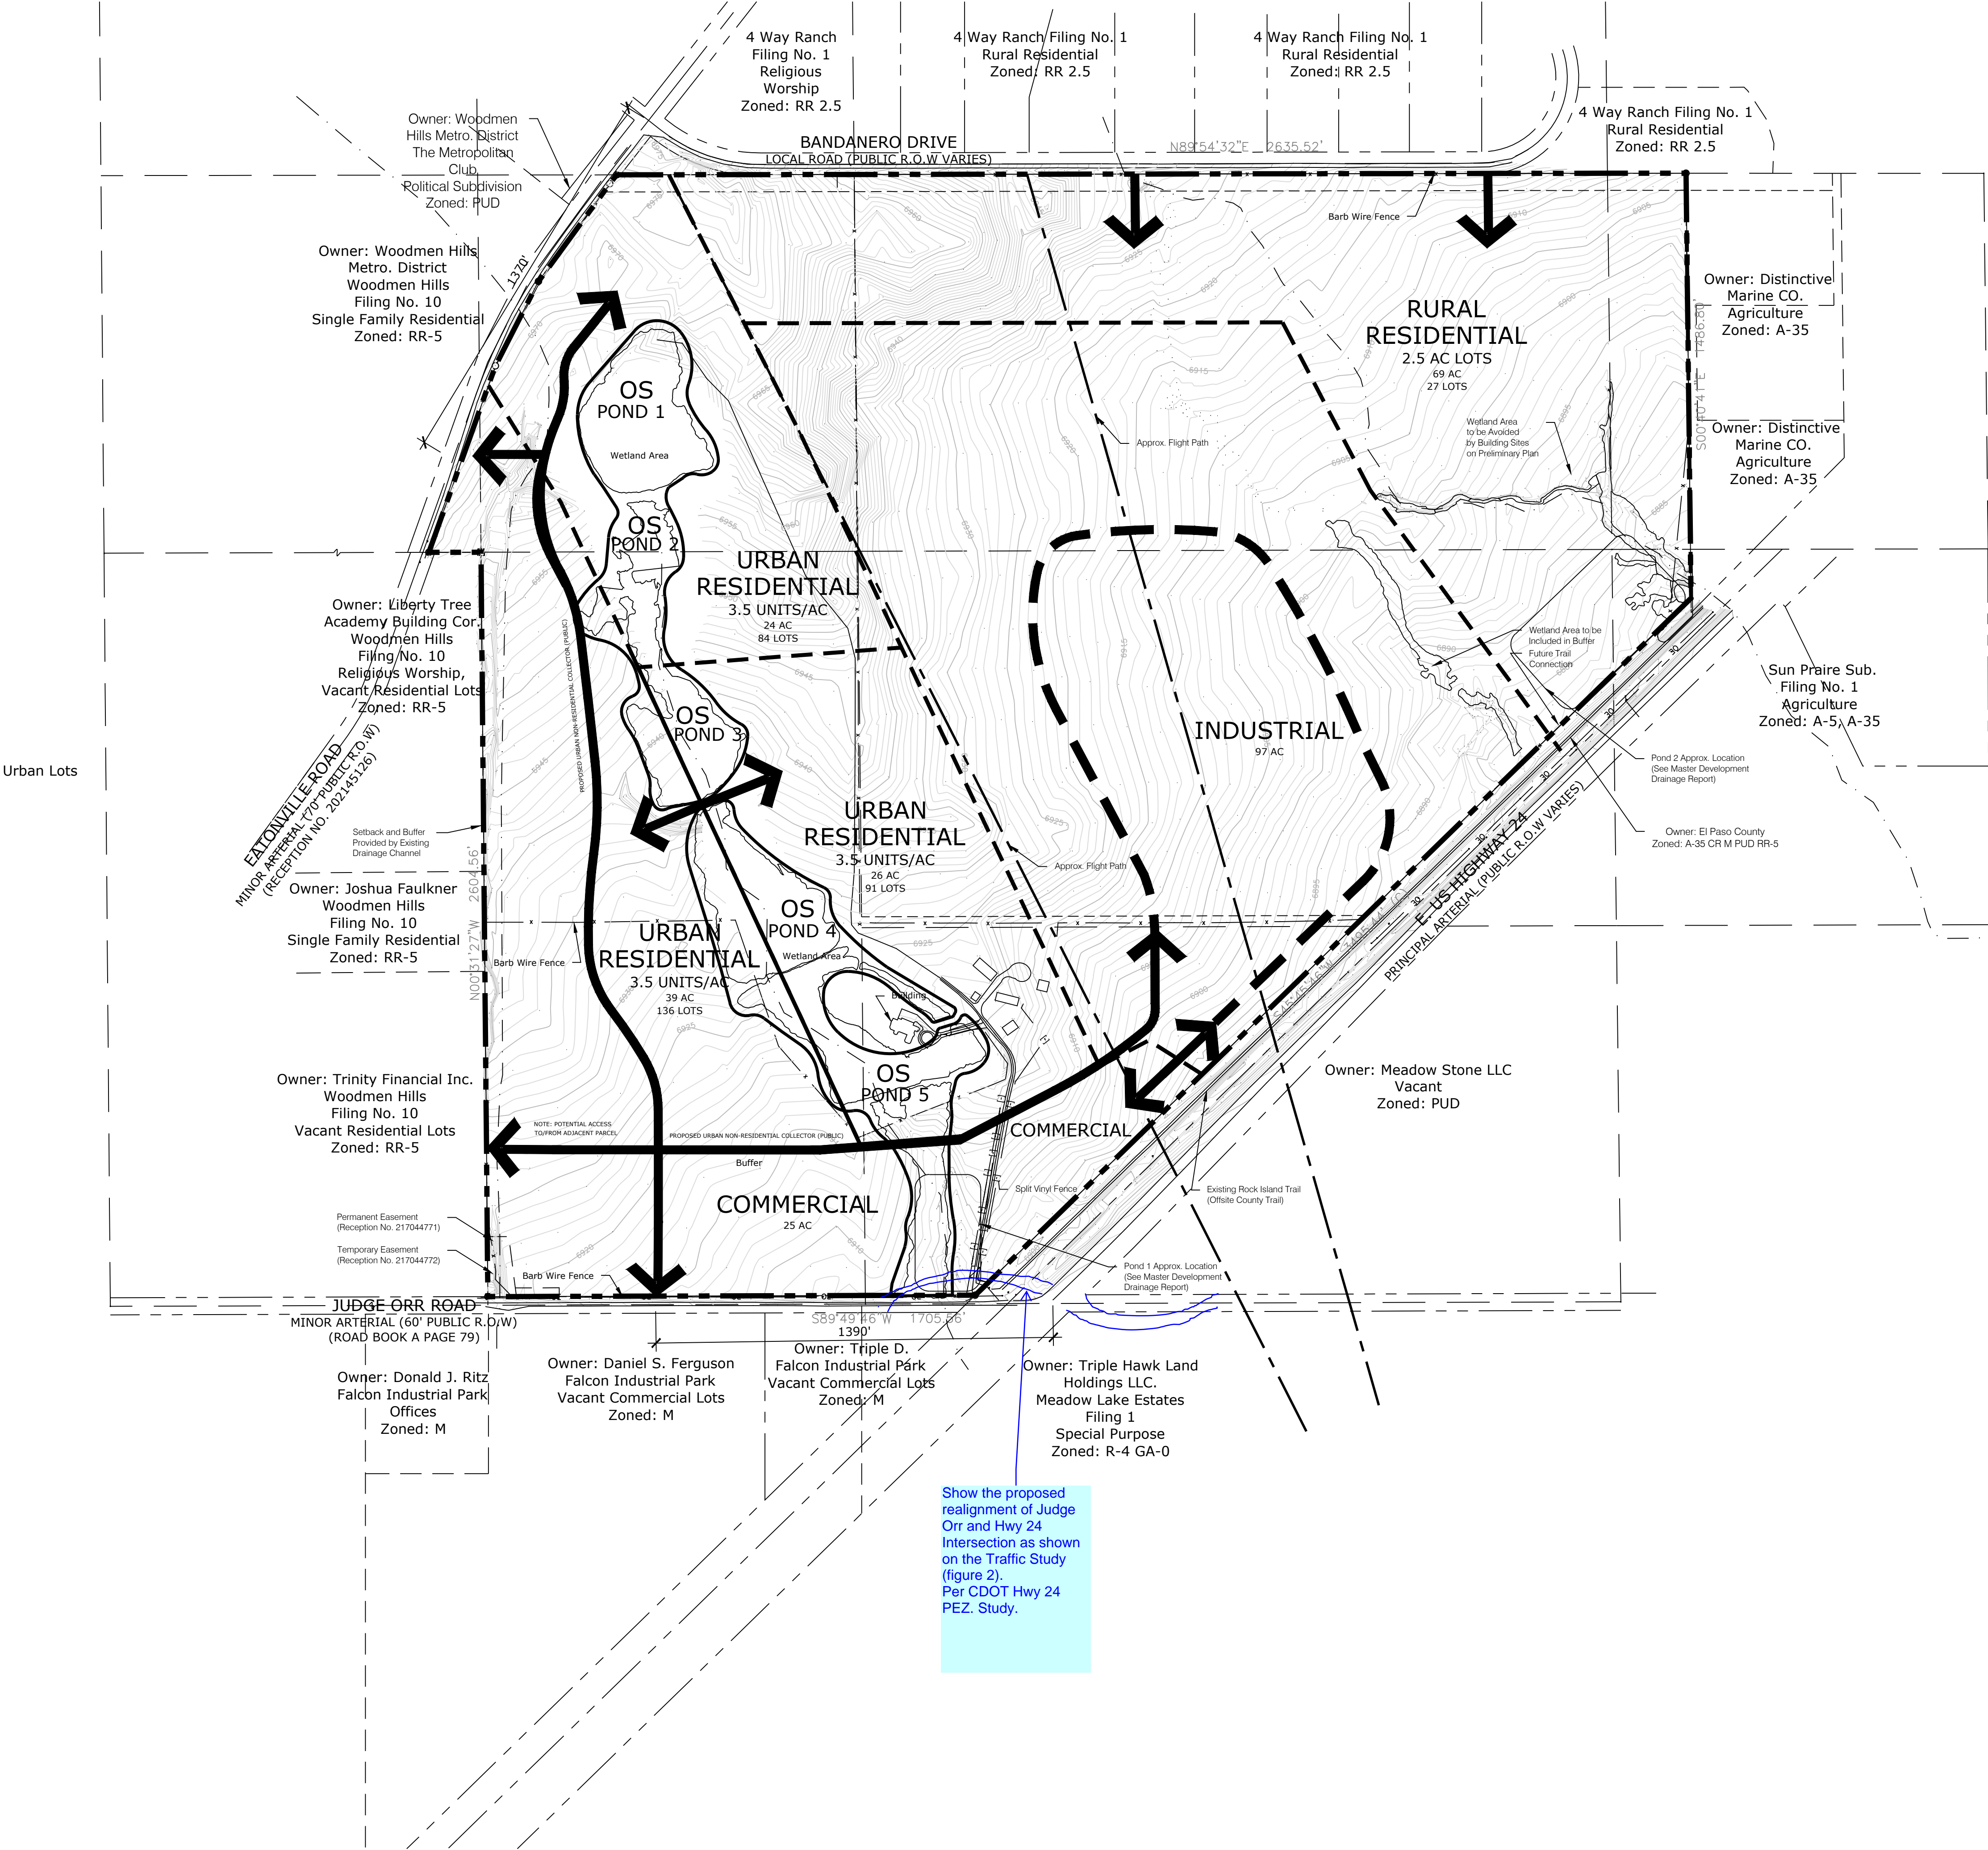 4 Way Ranch
Filing No. 1
Religious
Worship
Zoned: RR 2.5
4 Way Ranch Filing No. 1
Rural Residential
Zoned: RR 2.5
4 Way Ranch Filing No. 1
Rural Residential
Zoned: RR 2.5
4 Way Ranch Filing No. 1
Rural Residential
Zoned: RR 2.5
Owner: Woodmen
Hills Metro. District
The Metropolitan
Club
Political Subdivision
Zoned: PUD
BANDANERO DRIVE
LOCAL ROAD (PUBLIC R.O.W VARIES)
N89°54'32"E 2635.52'
Barb Wire Fence
Owner: Woodmen Hills
Metro. District
Woodmen Hills
Filing No. 10
Single Family Residential
Zoned: RR-5
1370'
Owner: Distinctive
Marine CO.
Agriculture
Zoned: A-35
S00°40'41"E 1486.80'
RURAL
RESIDENTIAL
2.5 AC LOTS
69 AC
27 LOTS
OS
POND 1
Wetland Area
Approx. Flight Path
Wetland Area
to be Avoided
by Building Sites
on Preliminary Plan
Owner: Distinctive
Marine CO.
Agriculture
Zoned: A-35
OS
POND 2
URBAN
RESIDENTIAL
3.5 UNITS/AC
24 AC
84 LOTS
Owner: Liberty Tree
Academy Building Cor.
Woodmen Hills
Filing No. 10
Religious Worship,
Vacant Residential Lots
Zoned: RR-5
PROPOSED URBAN NON-RESIDENTIAL COLLECTOR (PUBLIC)
Wetland Area to be
Included in Buffer
Future Trail
Connection
Sun Praire Sub.
Filing No. 1
Agriculture
Zoned: A-5, A-35
OS
POND 3
INDUSTRIAL
97 AC
Urban Lots
EATONVILLE ROAD
MINOR ARTERIAL (70' PUBLIC R.O.W)
(RECEPTION NO. 202145126)
Pond 2 Approx. Location
(See Master Development
Drainage Report)
Setback and Buffer
Provided by Existing
Drainage Channel
URBAN
RESIDENTIAL
3.5 UNITS/AC
26 AC
91 LOTS
Approx. Flight Path
Owner: El Paso County
Zoned: A-35 CR M PUD RR-5
E. US HIGHWAY 24
PRINCIPAL ARTERIAL (PUBLIC R.O.W VARIES)
N00°31'27"W 2604.56'
Owner: Joshua Faulkner
Woodmen Hills
Filing No. 10
Single Family Residential
Zoned: RR-5
OS
POND 4
Wetland Area
Building
URBAN
RESIDENTIAL
3.5 UNITS/AC
39 AC
136 LOTS
Barb Wire Fence
Owner: Trinity Financial Inc.
Woodmen Hills
Filing No. 10
Vacant Residential Lots
Zoned: RR-5
OS
POND 5
Owner: Meadow Stone LLC
Vacant
Zoned: PUD
NOTE: POTENTIAL ACCESS
TO/FROM ADJACENT PARCEL
PROPOSED URBAN NON-RESIDENTIAL COLLECTOR (PUBLIC)
COMMERCIAL
Buffer
Split Vinyl Fence
Existing Rock Island Trail
(Offsite County Trail)
COMMERCIAL
25 AC
Permanent Easement
(Reception No. 217044771)
Temporary Easement
(Reception No. 217044772)
Barb Wire Fence
Pond 1 Approx. Location
(See Master Development
Drainage Report)
JUDGE ORR ROAD
MINOR ARTERIAL (60' PUBLIC R.O.W)
(ROAD BOOK A PAGE 79)
S89°49'46"W 1705.56'
1390'
Owner: Donald J. Ritz
Falcon Industrial Park
Offices
Zoned: M
Owner: Daniel S. Ferguson
Falcon Industrial Park
Vacant Commercial Lots
Zoned: M
Owner: Triple D.
Falcon Industrial Park
Vacant Commercial Lots
Zoned: M
Owner: Triple Hawk Land
Holdings LLC.
Meadow Lake Estates
Filing 1
Special Purpose
Zoned: R-4 GA-0
Show the proposed
realignment of Judge
Orr and Hwy 24
Intersection as shown
on the Traffic Study
(figure 2).
Per CDOT Hwy 24
PEZ. Study.